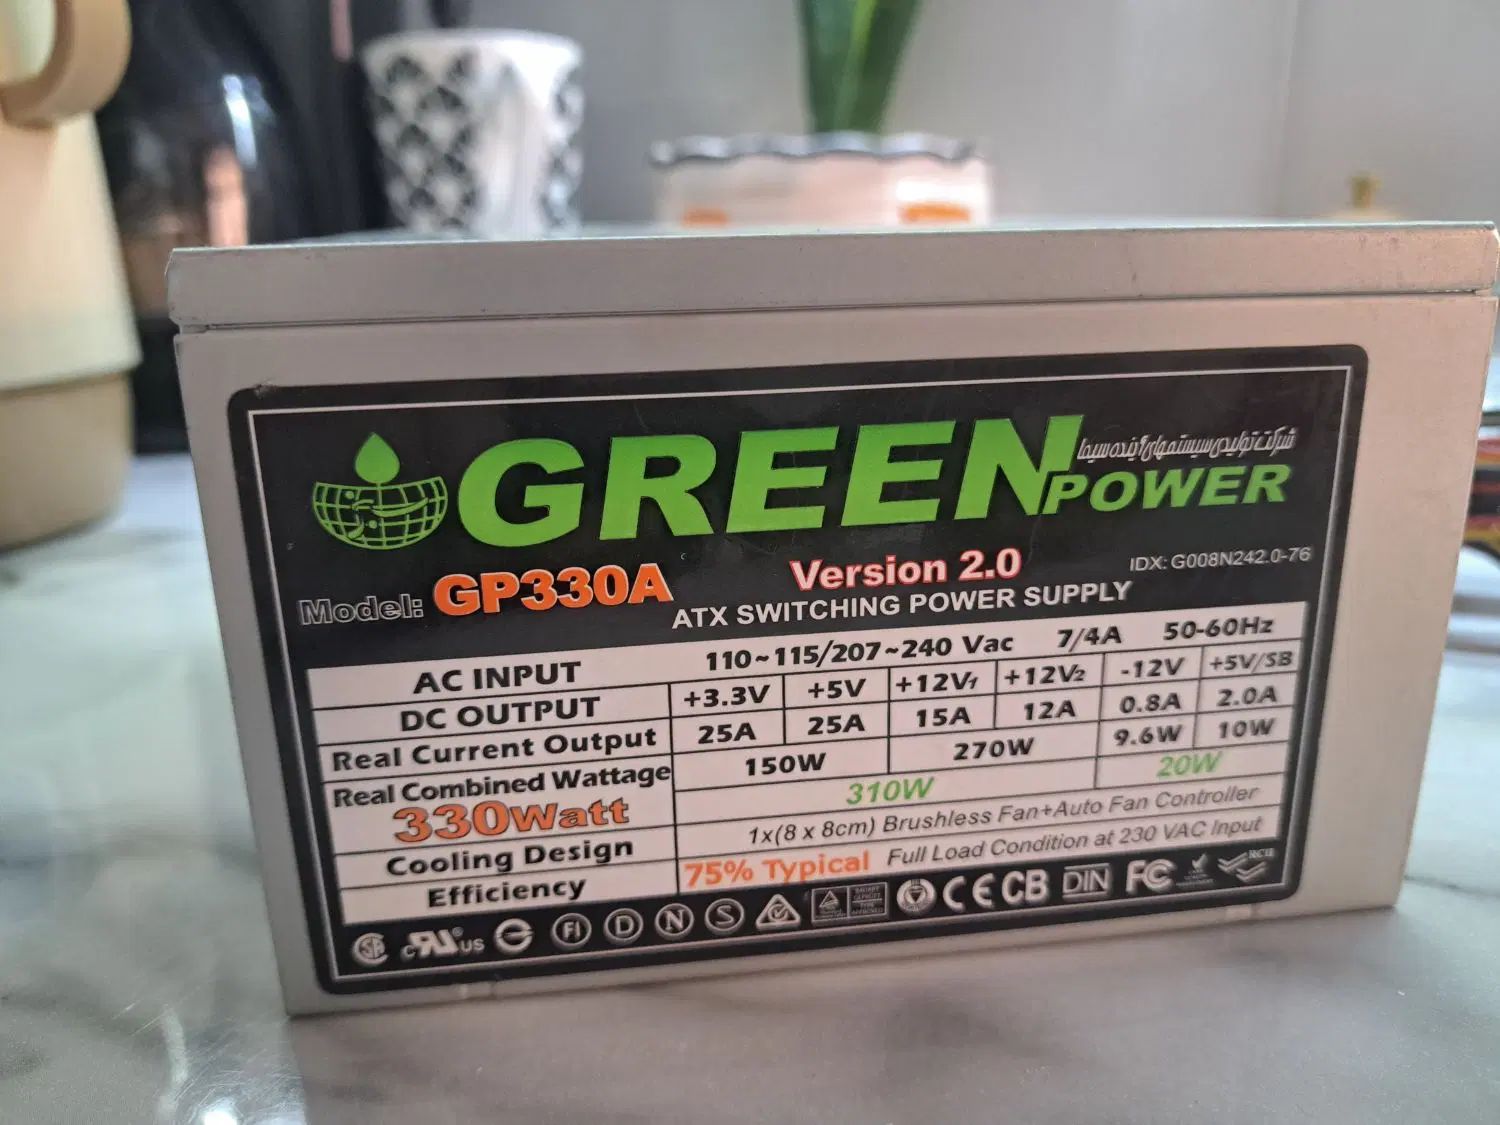 شرکت تولیدی سیستمهای آینده سیما
GREEN POWER
Model: GP330A
Version 2.0
IDX: G008N242.0-76
ATX SWITCHING POWER SUPPLY
AC INPUT 110~115/207~240 Vac 7/4A 50-60Hz
DC OUTPUT +3.3V +5V +12V1 +12V2 -12V +5V/SB
Real Current Output 25A 25A 15A 12A 0.8A 2.0A
Real Combined Wattage 150W 270W 9.6W 10W
330Watt 310W 20W
Cooling Design 1x(8 x 8cm) Brushless Fan+Auto Fan Controller
Efficiency 75% Typical Full Load Condition at 230 VAC Input
c UL ® US FI D N S CE CB DIN FC RCII